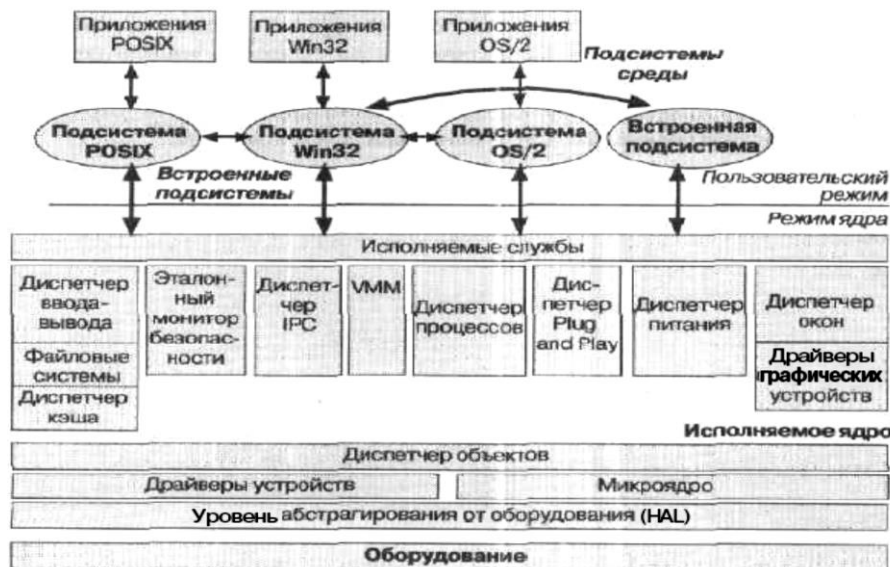 Приложения
POSIX
Приложения
Win32
Приложения
OS/2
Подсистемы
среды
Подсистема
POSIX
Подсистема
Win32
Подсистема
OS/2
Встроенная
подсистема
Встроенные
подсистемы
Пользовательский
режим
Режим ядра
Исполняемые службы
Диспетчер
ввода-
вывода
Файловые
системы
Диспетчер
кэша
Эталон-
ный
монитор
безопас-
ности
Диспет-
чер
IPC
VMM
Диспетчер
процессов
Дис-
петчер
Plug
and Play
Диспетчер
питания
Диспетчер
окон
Драйверы
графических
устройств
Исполняемое ядро
Диспетчер объектов
Драйверы устройств
Микроядро
Уровень абстрагирования от оборудования (HAL)
Оборудование